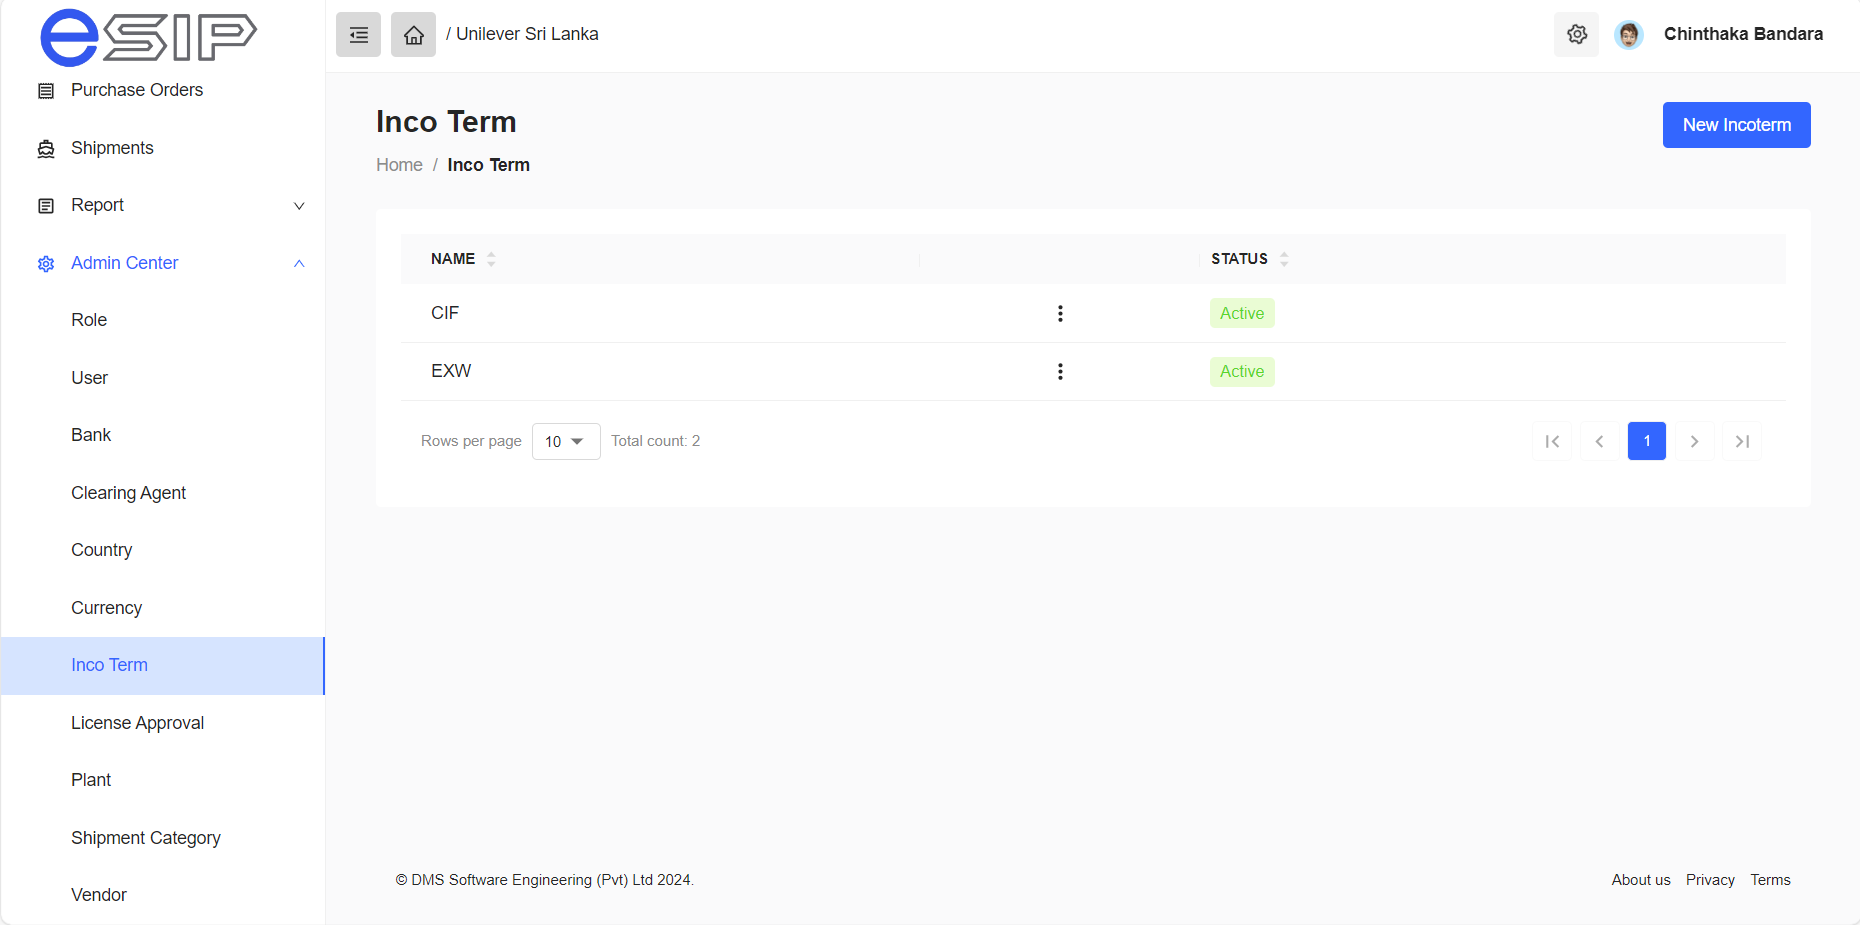 eSIP
Purchase Orders
Shipments
Report
Admin Center
Role
User
Bank
Clearing Agent
Country
Currency
Inco Term
License Approval
Plant
Shipment Category
Vendor
/ Unilever Sri Lanka
Chinthaka Bandara
Inco Term
New Incoterm
Home / Inco Term
NAME STATUS
CIF Active
EXW Active
Rows per page 10 Total count: 2
1
© DMS Software Engineering (Pvt) Ltd 2024.
About us Privacy Terms